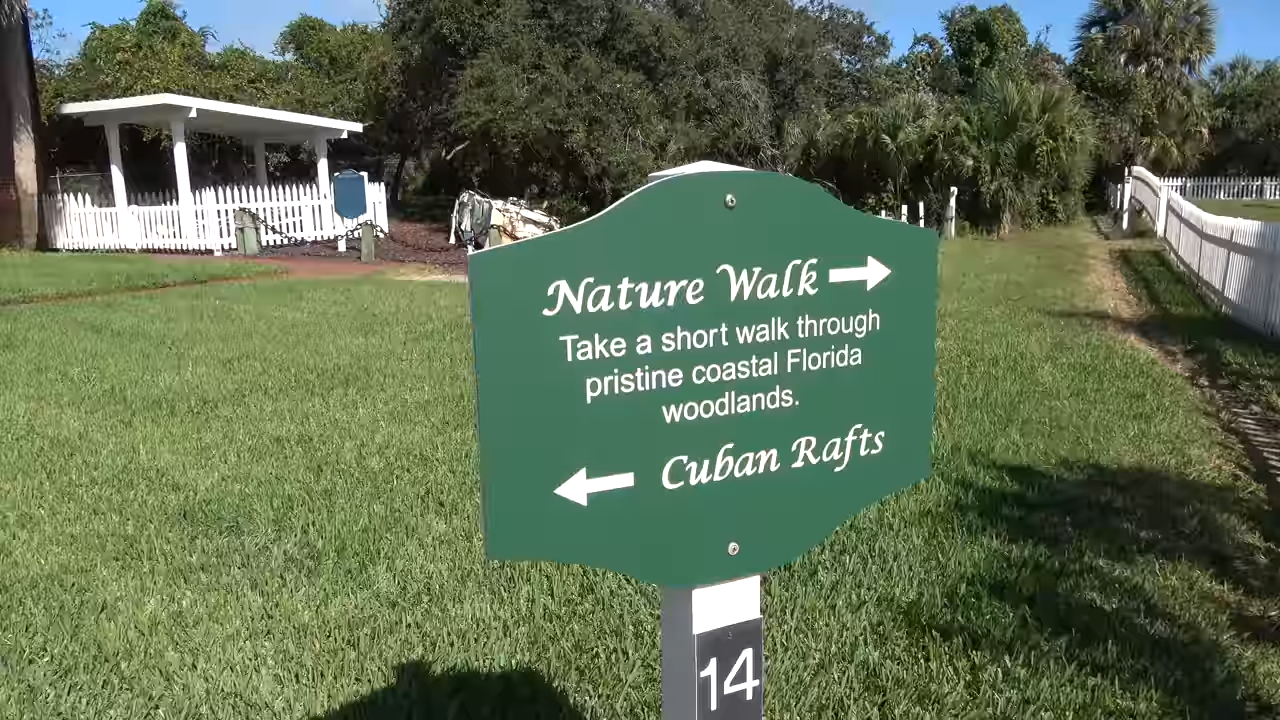 Nature Walk
Take a short walk through
pristine coastal Florida
woodlands.
Cuban Rafts
14